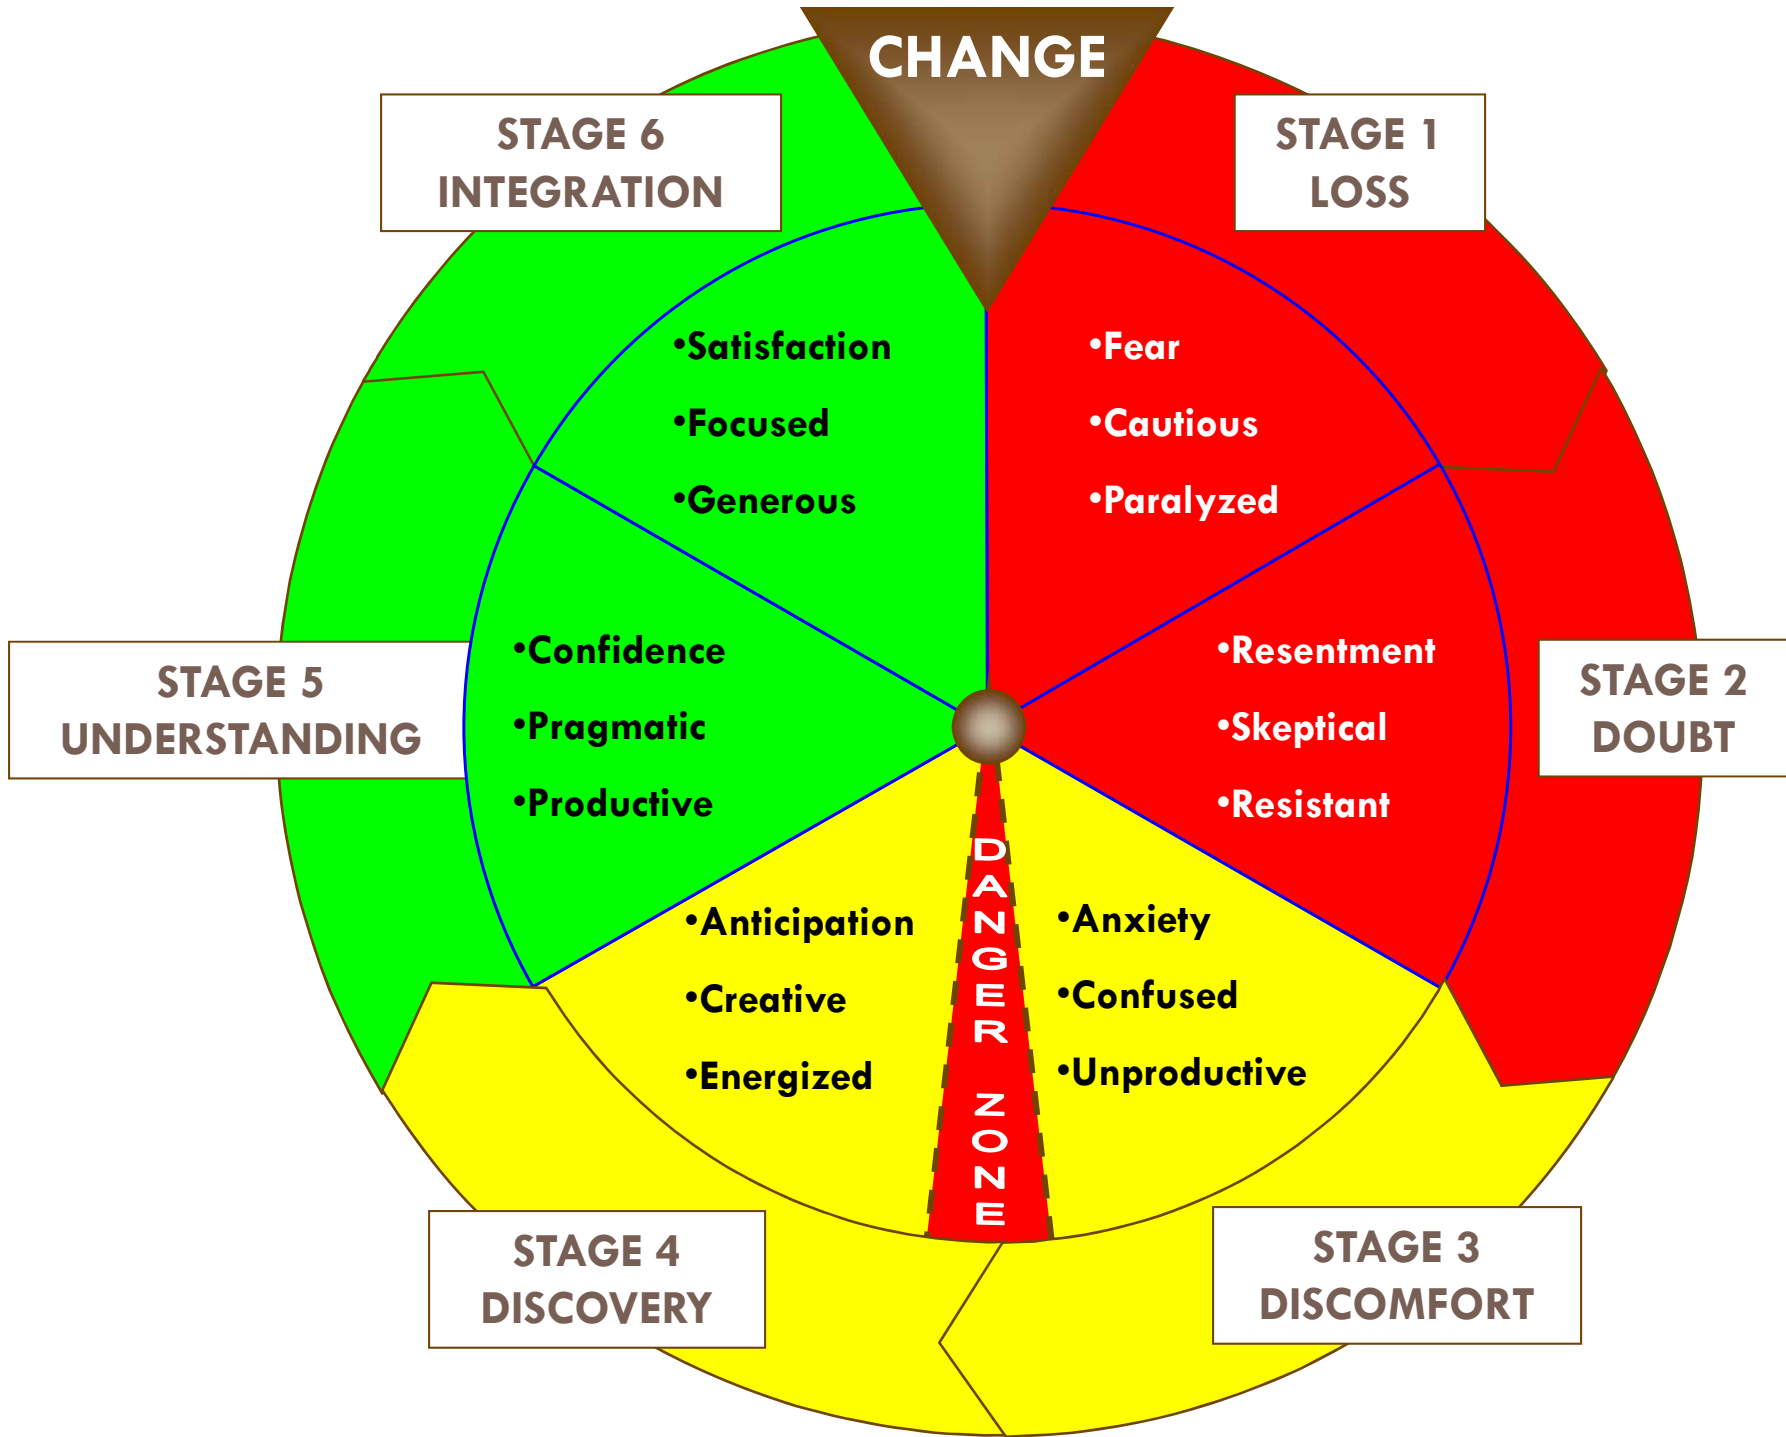 CHANGE
STAGE 1
LOSS
•Fear
•Cautious
•Paralyzed
STAGE 2
DOUBT
•Resentment
•Skeptical
•Resistant
STAGE 3
DISCOMFORT
•Anxiety
•Confused
•Unproductive
DANGER ZONE
STAGE 4
DISCOVERY
•Anticipation
•Creative
•Energized
STAGE 5
UNDERSTANDING
•Confidence
•Pragmatic
•Productive
STAGE 6
INTEGRATION
•Satisfaction
•Focused
•Generous